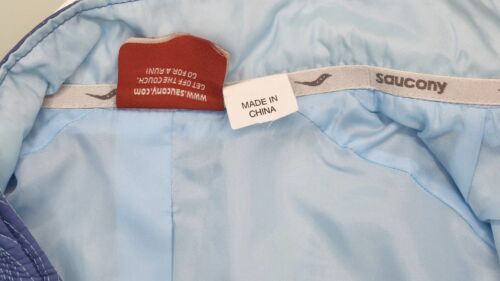 GET OFF THE COUCH.
GO FOR A RUN!
www.saucony.com
MADE IN
CHINA
saucony